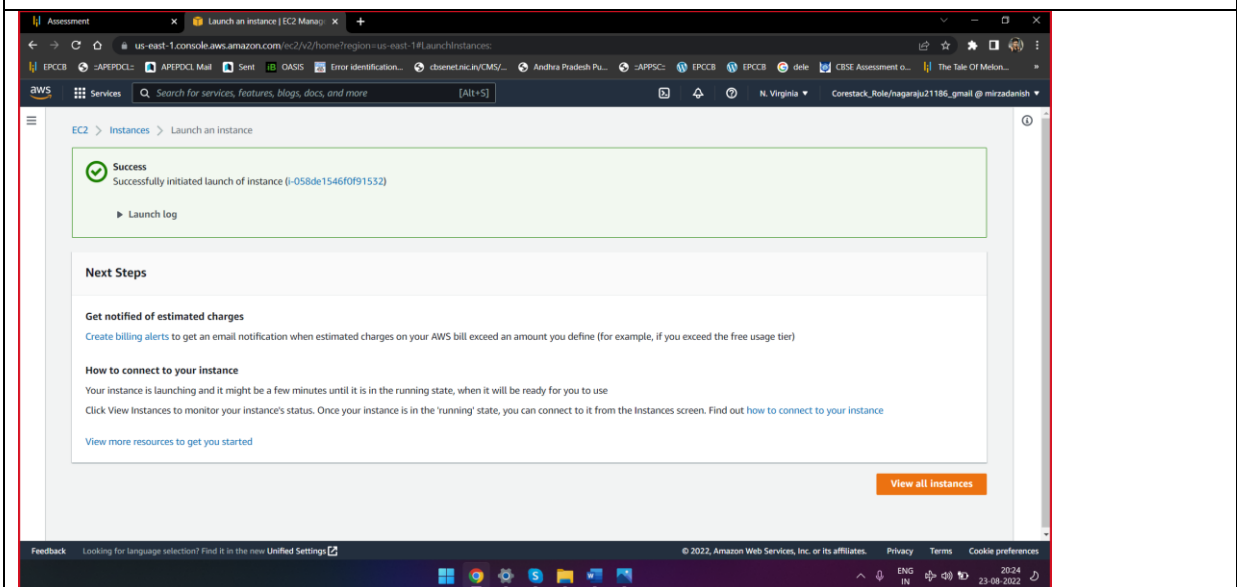 Assessment
Launch an instance | EC2 Manag
us-east-1.console.aws.amazon.com/ec2/v2/home?region=us-east-1#LaunchInstances:
EPCCB ::APEPDCL:: APEPDCL Mail Sent iB OASIS Error identification... cbsenet.nic.in/CMS/... Andhra Pradesh Pu... ::APPSC:: EPCCB EPCCB dele CBSE Assessment o... The Tale Of Melon... »
aws Services Search for services, features, blogs, docs, and more [Alt+S] N. Virginia Corestack_Role/nagaraju21186_gmail @ mirzadanish
EC2 > Instances > Launch an instance
Success
Successfully initiated launch of instance (i-058de1546f0f91532)
Launch log
Next Steps
Get notified of estimated charges
Create billing alerts to get an email notification when estimated charges on your AWS bill exceed an amount you define (for example, if you exceed the free usage tier)
How to connect to your instance
Your instance is launching and it might be a few minutes until it is in the running state, when it will be ready for you to use
Click View Instances to monitor your instance's status. Once your instance is in the 'running' state, you can connect to it from the Instances screen. Find out how to connect to your instance
View more resources to get you started
View all instances
Feedback Looking for language selection? Find it in the new Unified Settings © 2022, Amazon Web Services, Inc. or its affiliates. Privacy Terms Cookie preferences
ENG 20:24
IN 23-08-2022